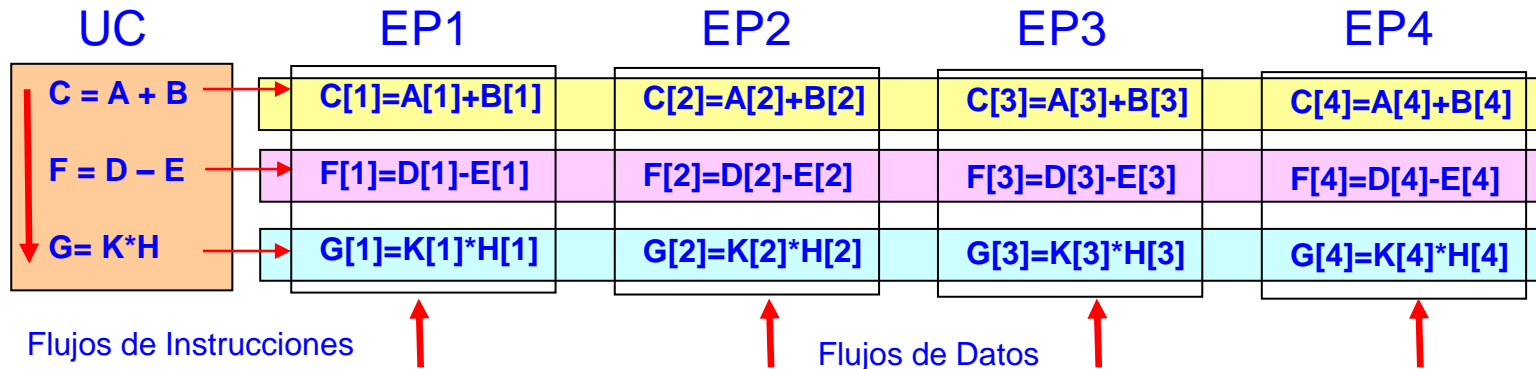 UC EP1 EP2 EP3 EP4
C = A + B C[1]=A[1]+B[1] C[2]=A[2]+B[2] C[3]=A[3]+B[3] C[4]=A[4]+B[4]
F = D – E F[1]=D[1]-E[1] F[2]=D[2]-E[2] F[3]=D[3]-E[3] F[4]=D[4]-E[4]
G= K*H G[1]=K[1]*H[1] G[2]=K[2]*H[2] G[3]=K[3]*H[3] G[4]=K[4]*H[4]
Flujos de Instrucciones Flujos de Datos